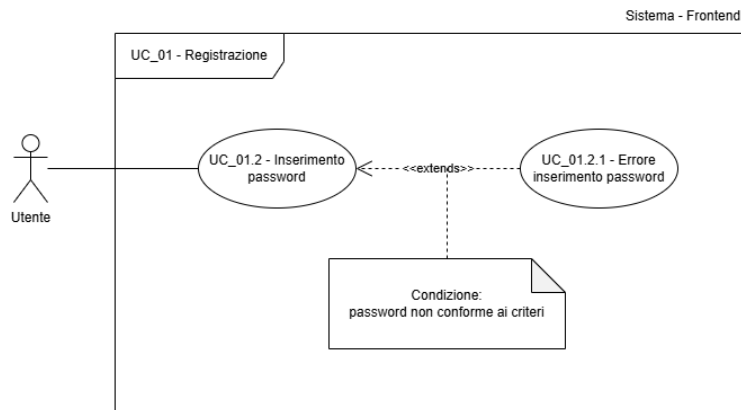 Sistema - Frontend
UC_01 - Registrazione
UC_01.2 - Inserimento
password
<<extends>>
UC_01.2.1 - Errore
inserimento password
Utente
Condizione:
password non conforme ai criteri